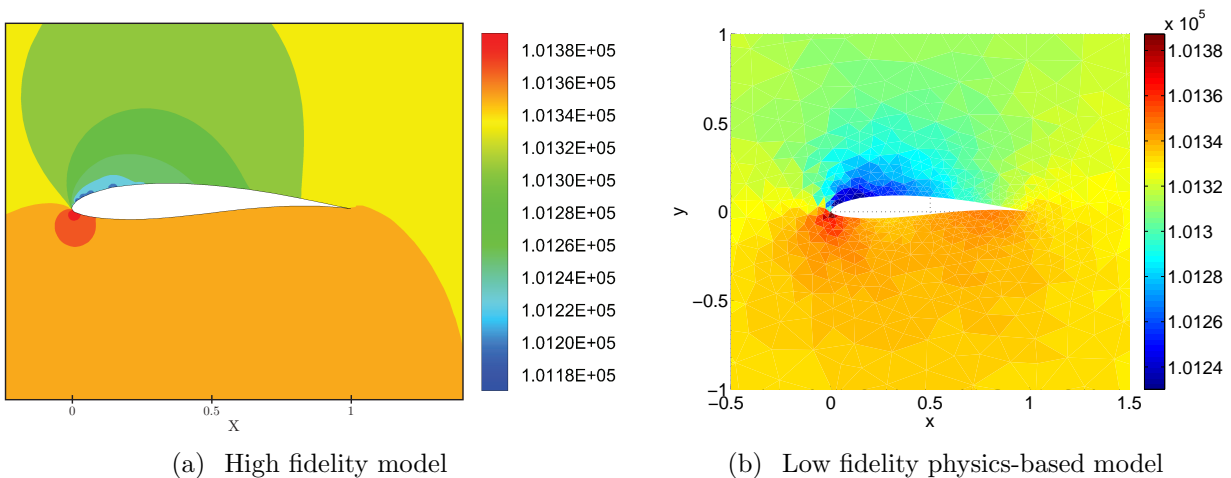 1.0138E+05
1.0136E+05
1.0134E+05
1.0132E+05
1.0130E+05
1.0128E+05
1.0126E+05
1.0124E+05
1.0122E+05
1.0120E+05
1.0118E+05
0 0.5 1
X
(a) High fidelity model
x 10⁵
1
0.5
0
−0.5
−1
y
−0.5 0 0.5 1 1.5
x
1.0138
1.0136
1.0134
1.0132
1.013
1.0128
1.0126
1.0124
(b) Low fidelity physics-based model